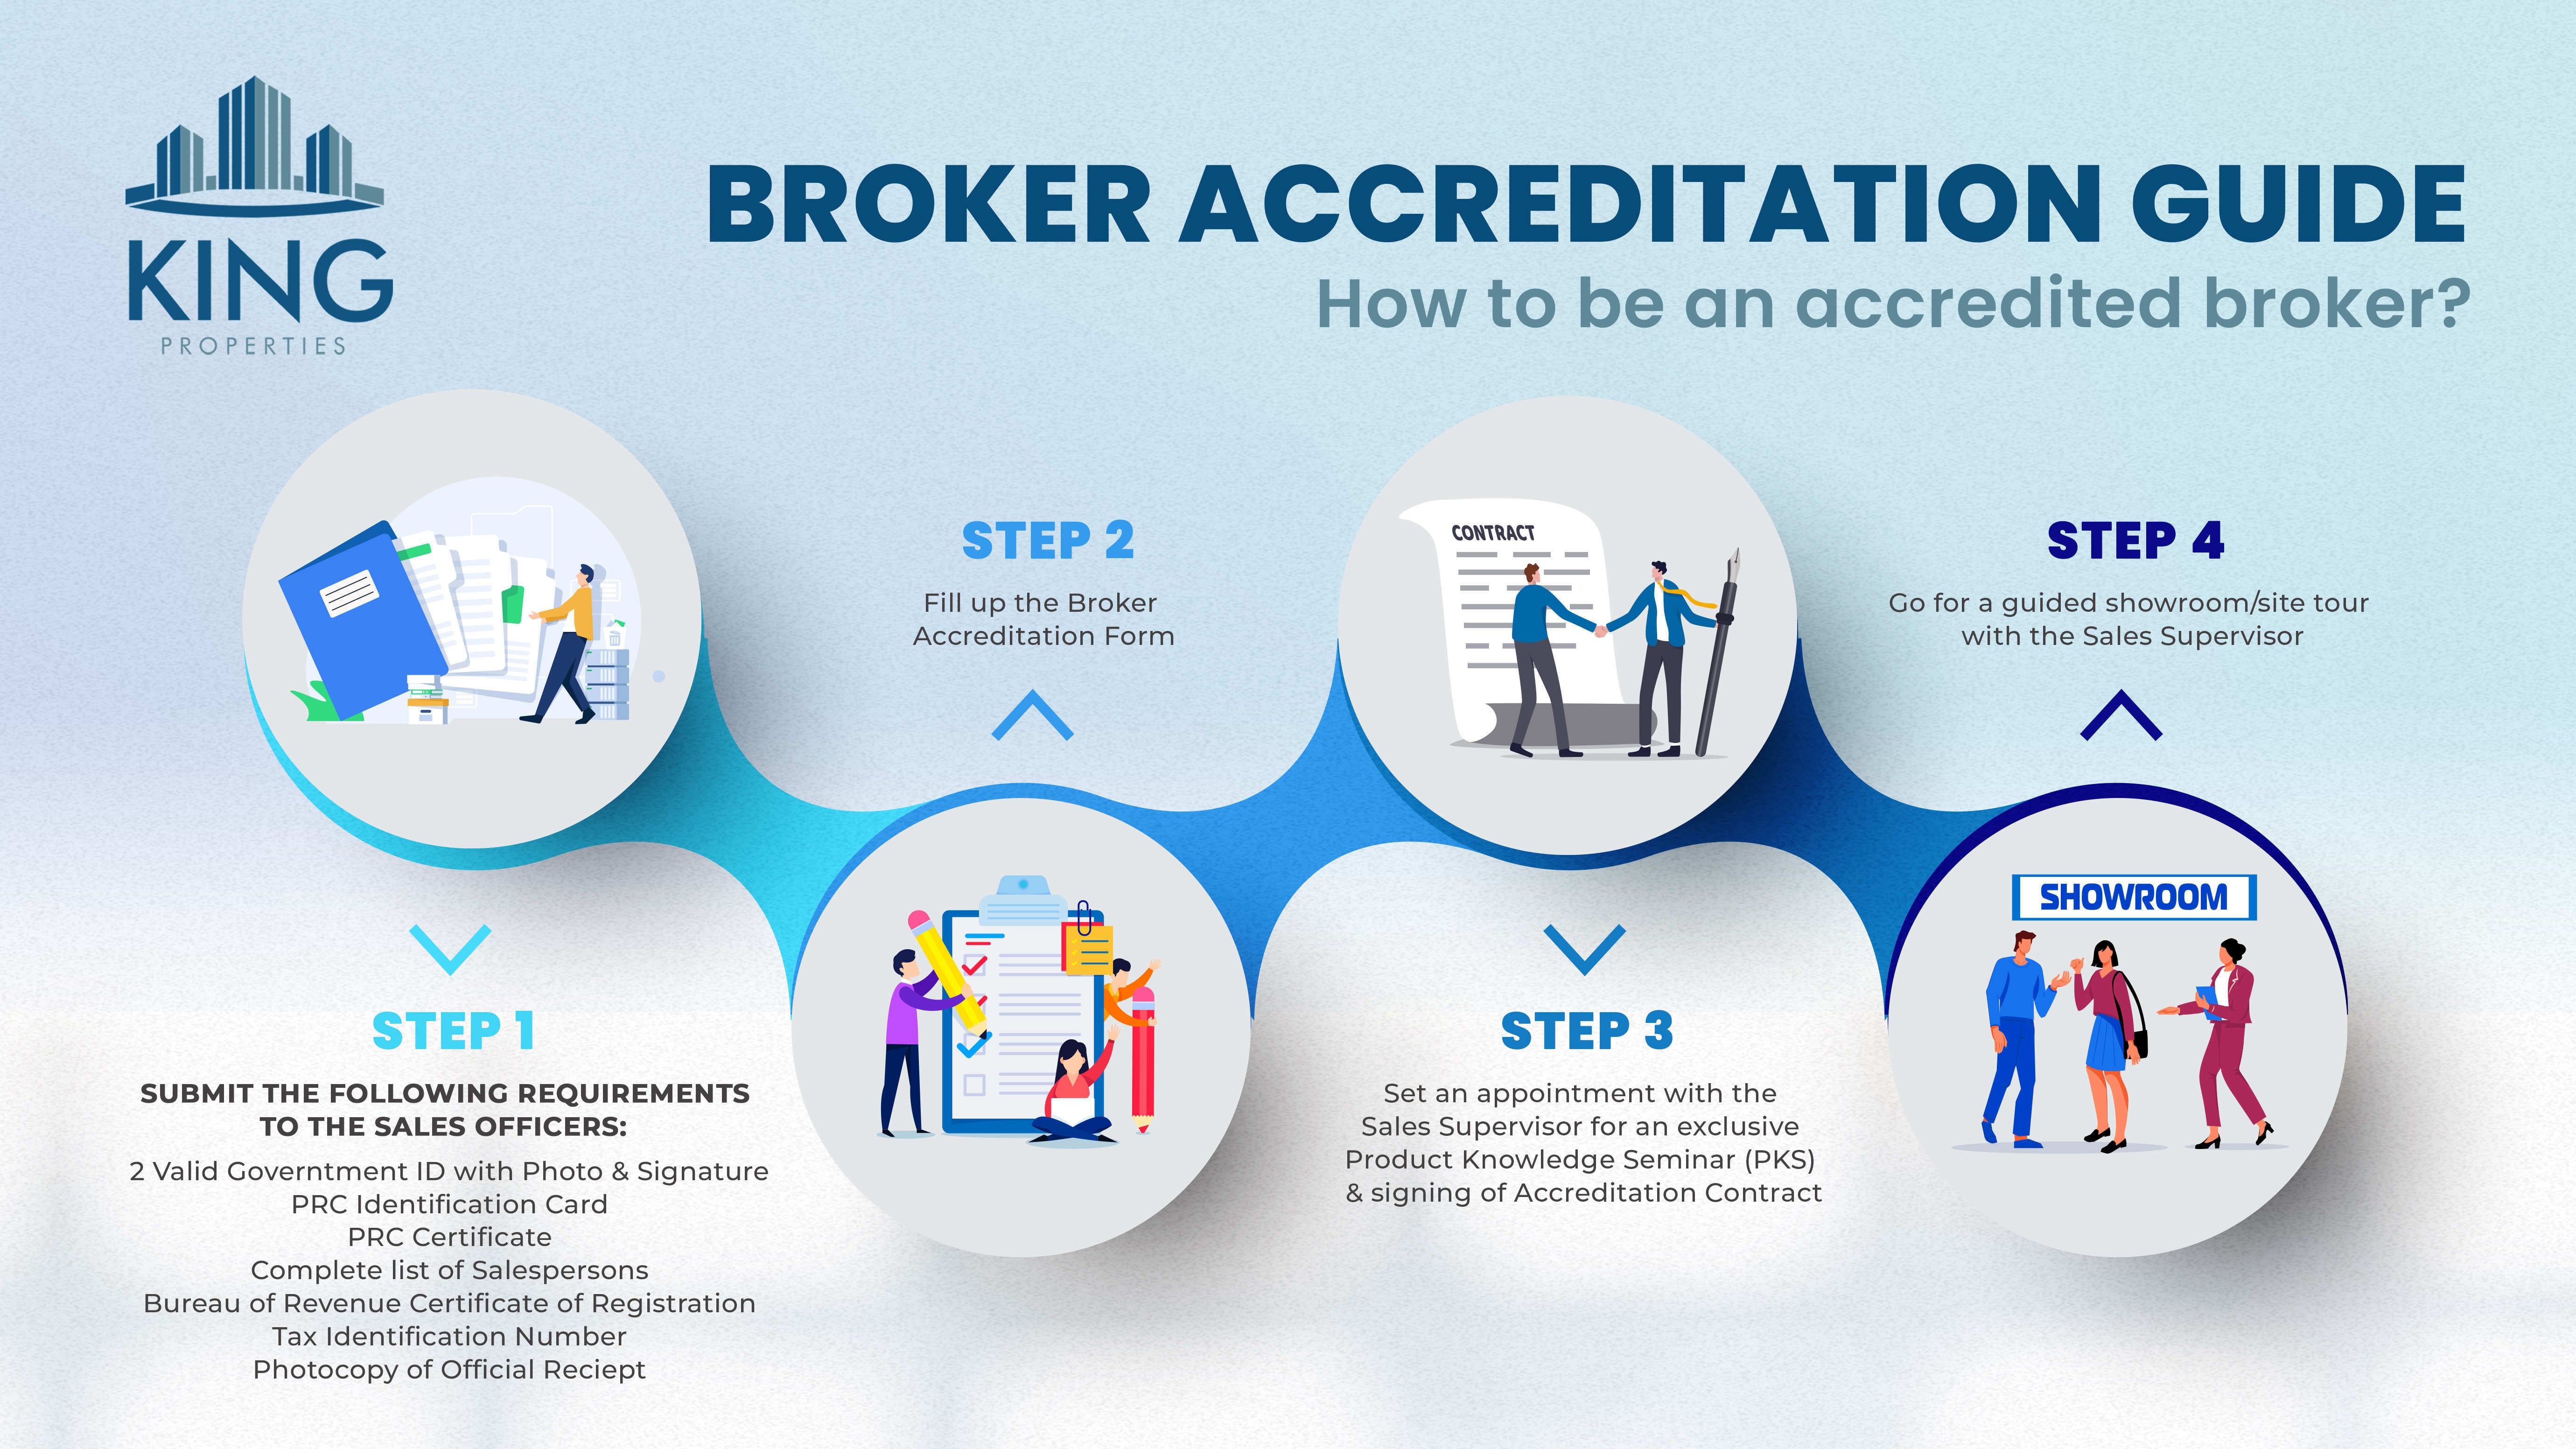 KING
PROPERTIES
BROKER ACCREDITATION GUIDE
How to be an accredited broker?
STEP 1
SUBMIT THE FOLLOWING REQUIREMENTS
TO THE SALES OFFICERS:
2 Valid Governtment ID with Photo & Signature
PRC Identification Card
PRC Certificate
Complete list of Salespersons
Bureau of Revenue Certificate of Registration
Tax Identification Number
Photocopy of Official Reciept
STEP 2
Fill up the Broker
Accreditation Form
CONTRACT
STEP 3
Set an appointment with the
Sales Supervisor for an exclusive
Product Knowledge Seminar (PKS)
& signing of Accreditation Contract
STEP 4
Go for a guided showroom/site tour
with the Sales Supervisor
SHOWROOM